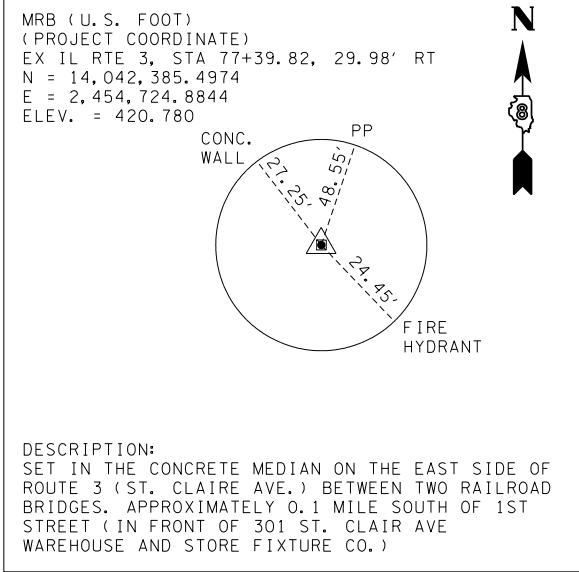 MRB (U.S. FOOT)
(PROJECT COORDINATE)
EX IL RTE 3, STA 77+39.82, 29.98' RT
N = 14,042,385.4974
E = 2,454,724.8844
ELEV. = 420.780
N
8
CONC.
WALL
PP
27.25'
48.55'
24.45'
FIRE
HYDRANT
DESCRIPTION:
SET IN THE CONCRETE MEDIAN ON THE EAST SIDE OF
ROUTE 3 (ST. CLAIRE AVE.) BETWEEN TWO RAILROAD
BRIDGES. APPROXIMATELY 0.1 MILE SOUTH OF 1ST
STREET (IN FRONT OF 301 ST. CLAIR AVE
WAREHOUSE AND STORE FIXTURE CO.)